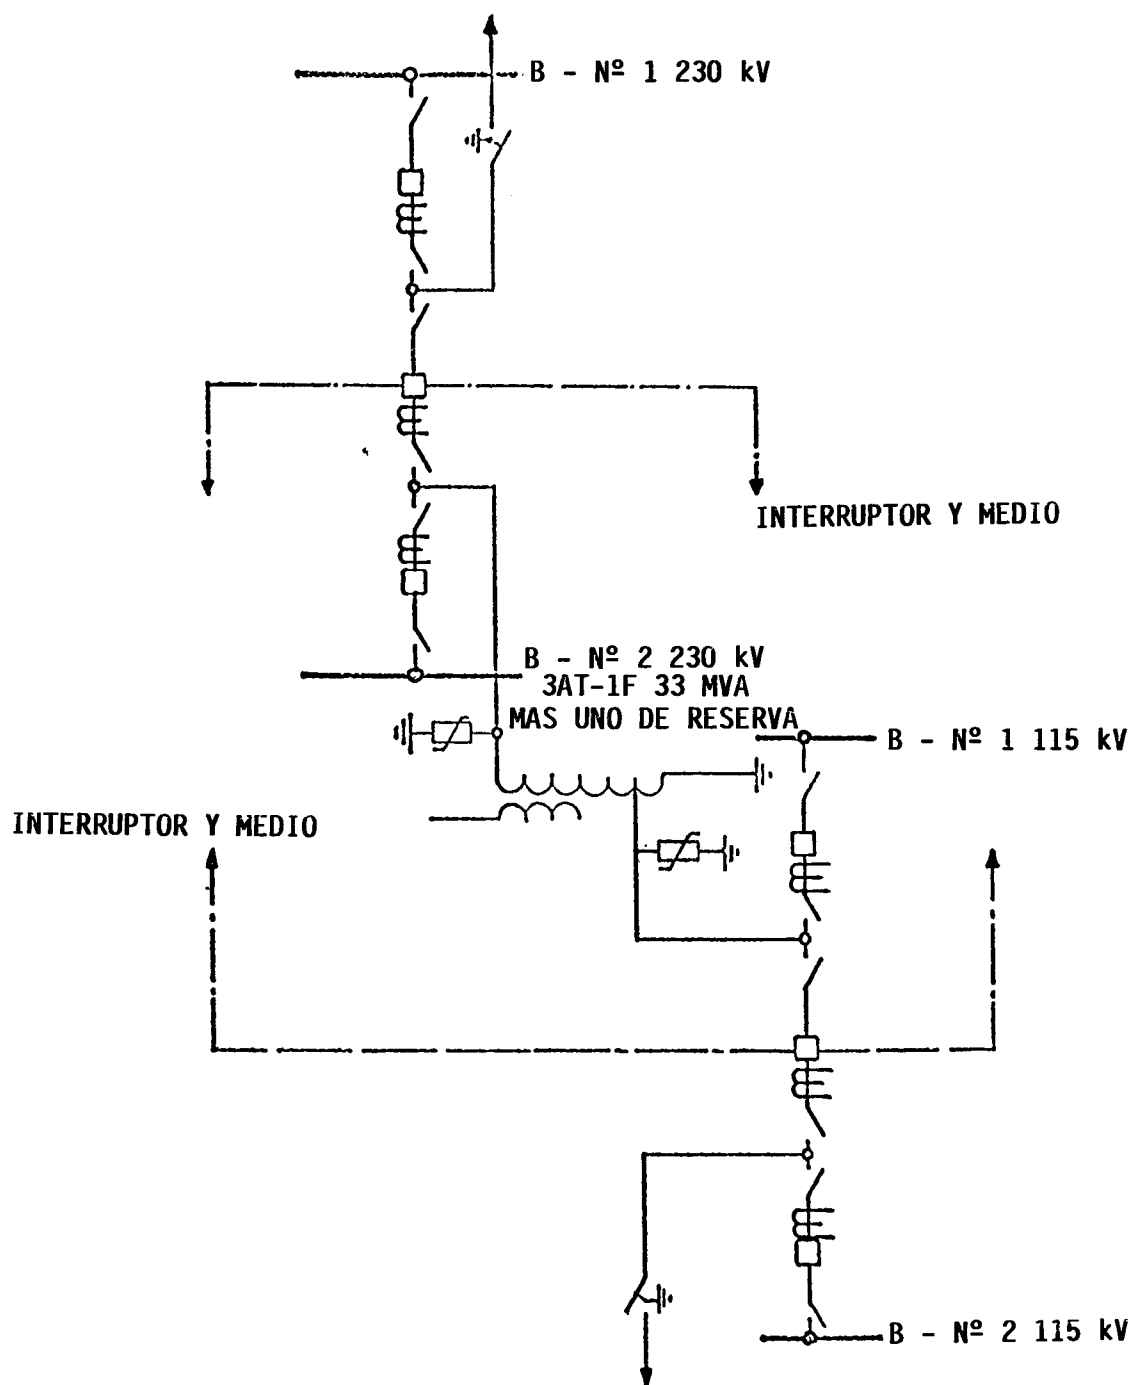 B - Nº 1 230 kV
INTERRUPTOR Y MEDIO
B - Nº 2 230 kV
3AT-1F 33 MVA
MAS UNO DE RESERVA
B - Nº 1 115 kV
INTERRUPTOR Y MEDIO
B - Nº 2 115 kV